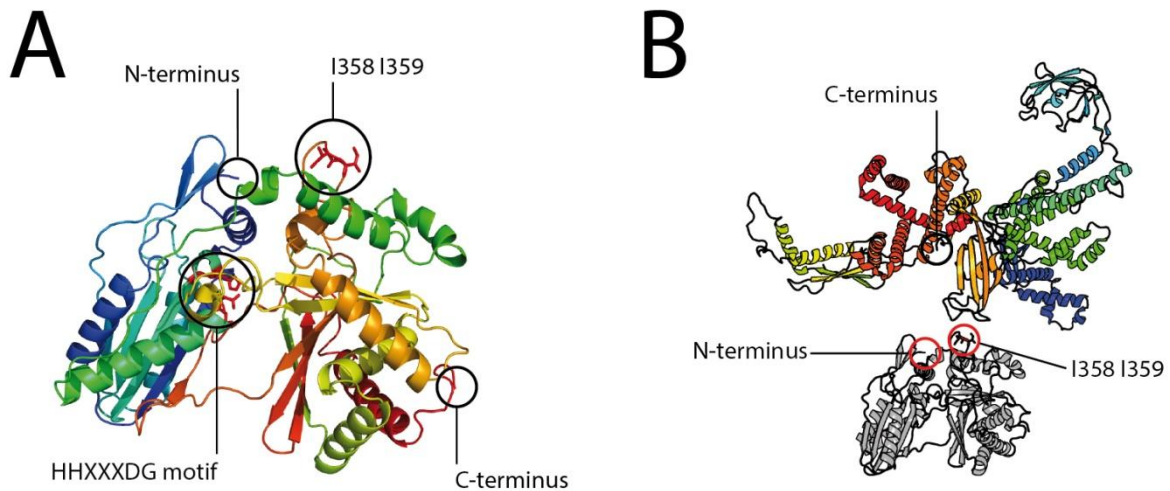 A
N-terminus
I358 I359
HHXXXDG motif
C-terminus
B
C-terminus
N-terminus
I358 I359